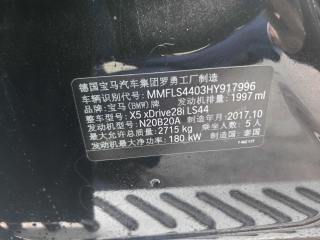 德国宝马汽车集团罗勇工厂制造
车辆识别代号: MMFLS4403HY917996
品牌: 宝马(BMW)牌 发动机排量: 1997 ml
整车型号: X5 xDrive28i LS44
发动机型号: N20B20A 制造年月: 2017.10
最大允许总质量: 2715 kg 乘坐人数: 5 人
发动机最大净功率: 180 kW 制造国: 泰国